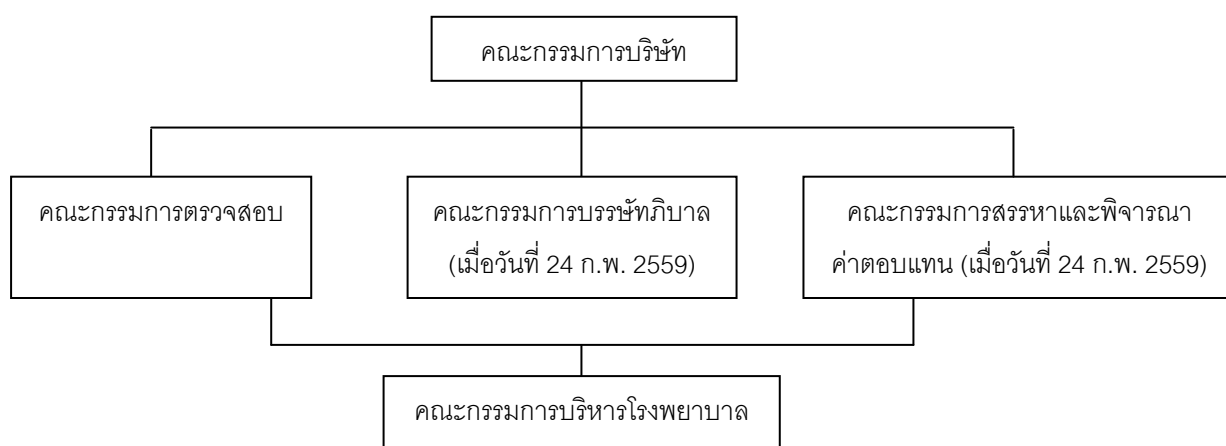 คณะกรรมการบริษัท
คณะกรรมการตรวจสอบ
คณะกรรมการบรรษัทภิบาล
(เมื่อวันที่ 24 ก.พ. 2559)
คณะกรรมการสรรหาและพิจารณา
ค่าตอบแทน (เมื่อวันที่ 24 ก.พ. 2559)
คณะกรรมการบริหารโรงพยาบาล